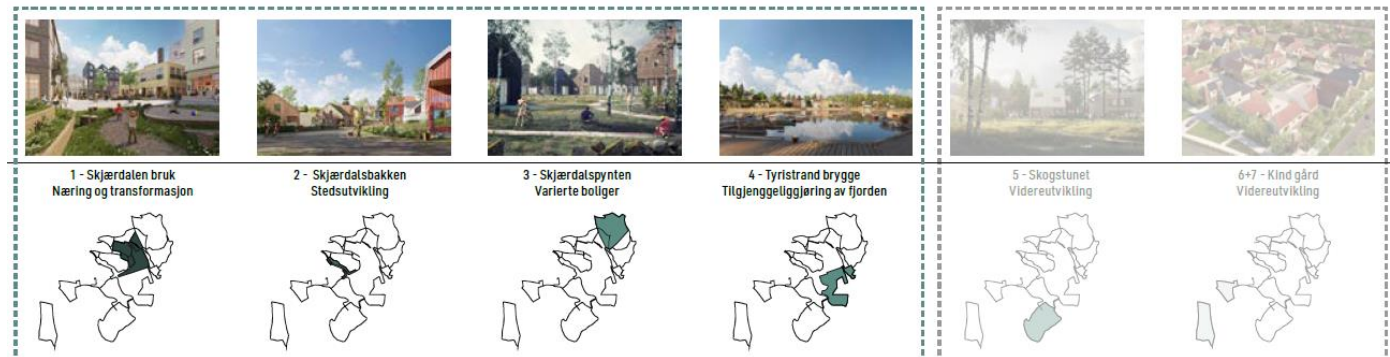 1 - Skjærdalen bruk
Næring og transformasjon
2 - Skjærdalsbakken
Stedsutvikling
3 - Skjærdalspynten
Varierte boliger
4 - Tyristrand brygge
Tilgjenggeliggjøring av fjorden
5 - Skogstunet
Videreutvikling
6+7 - Kind gård
Videreutvikling